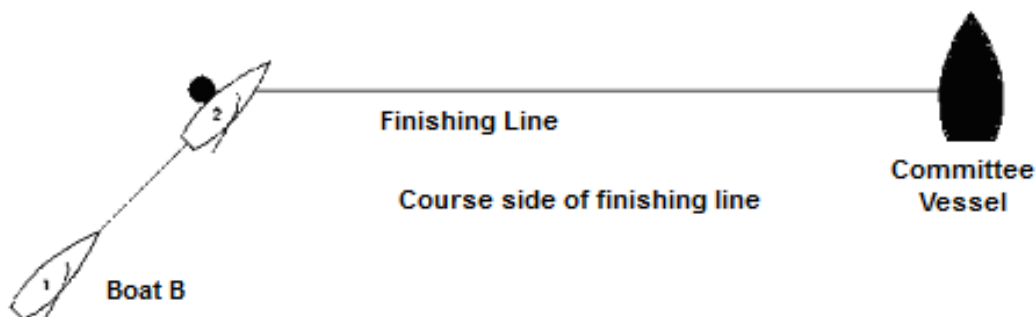 2
Finishing Line
Committee
Vessel
Course side of finishing line
1
Boat B